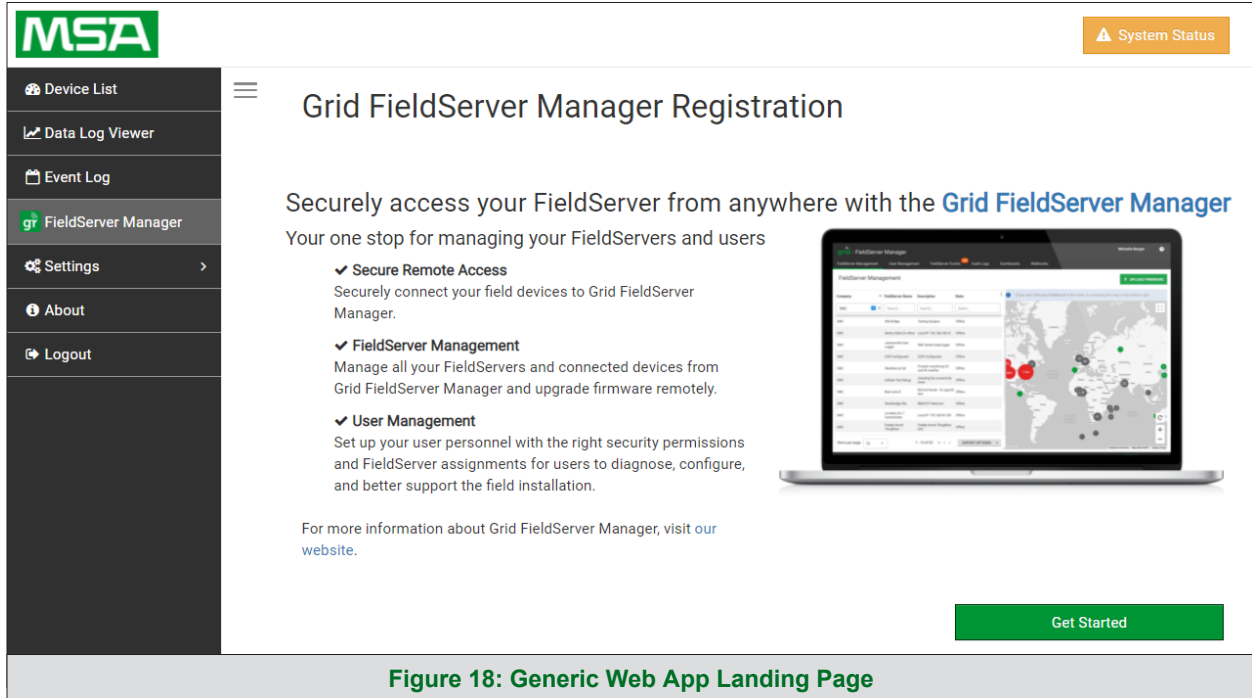 MSA
System Status
Device List
Data Log Viewer
Event Log
FieldServer Manager
Settings
About
Logout
Grid FieldServer Manager Registration
Securely access your FieldServer from anywhere with the Grid FieldServer Manager
Your one stop for managing your FieldServers and users
✔ Secure Remote Access
Securely connect your field devices to Grid FieldServer
Manager.
✔ FieldServer Management
Manage all your FieldServers and connected devices from
Grid FieldServer Manager and upgrade firmware remotely.
✔ User Management
Set up your user personnel with the right security permissions
and FieldServer assignments for users to diagnose, configure,
and better support the field installation.
For more information about Grid FieldServer Manager, visit our
website.
FieldServer Manager
FieldServer Management
Get Started
Figure 18: Generic Web App Landing Page